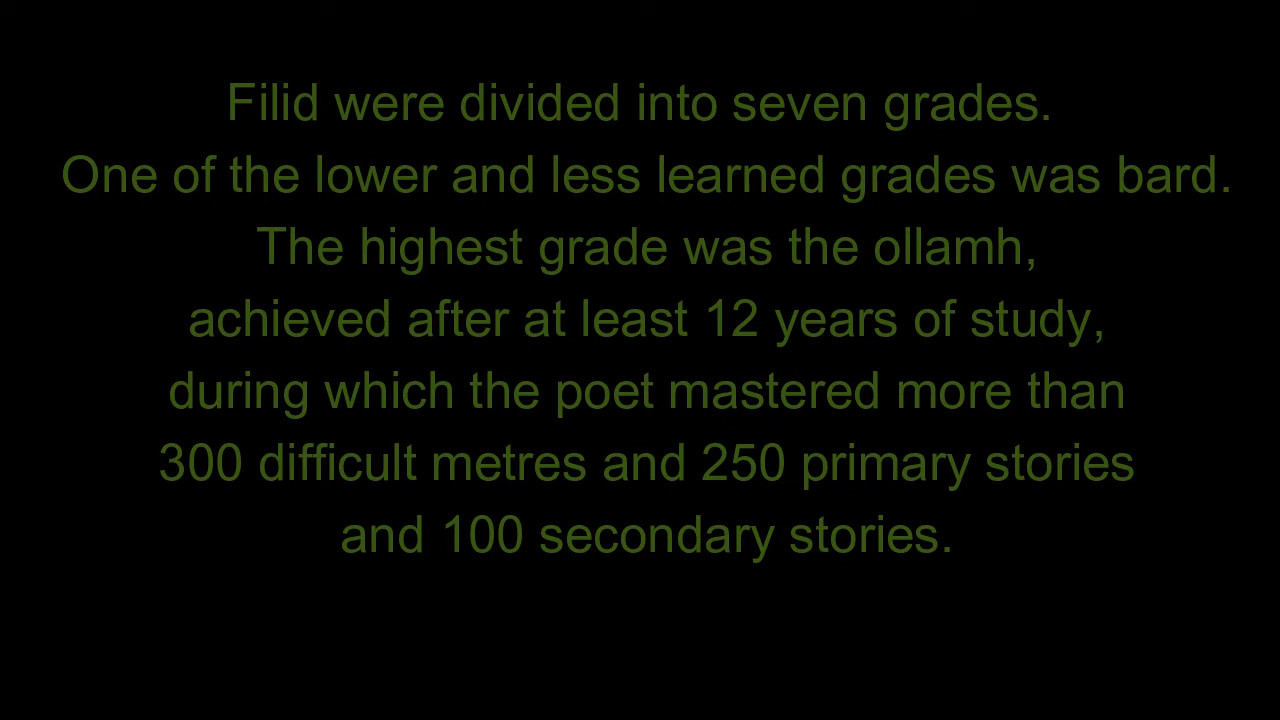 Filid were divided into seven grades.
One of the lower and less learned grades was bard.
The highest grade was the ollamh,
achieved after at least 12 years of study,
during which the poet mastered more than
300 difficult metres and 250 primary stories
and 100 secondary stories.